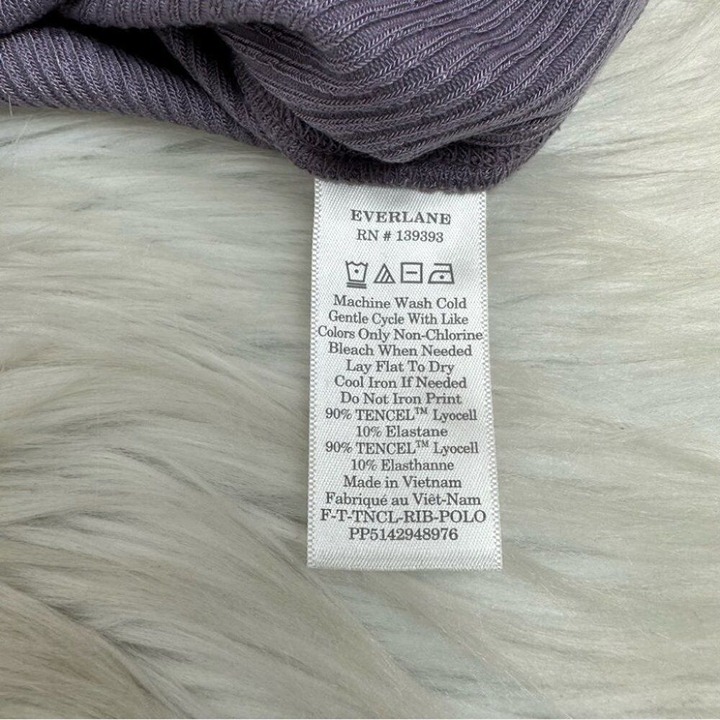 EVERLANE
RN # 139393
Machine Wash Cold
Gentle Cycle With Like
Colors Only Non-Chlorine
Bleach When Needed
Lay Flat To Dry
Cool Iron If Needed
Do Not Iron Print
90% TENCEL™ Lyocell
10% Elastane
90% TENCEL™ Lyocell
10% Elasthanne
Made in Vietnam
Fabriqué au Viêt-Nam
F-T-TNCL-RIB-POLO
PP5142948976